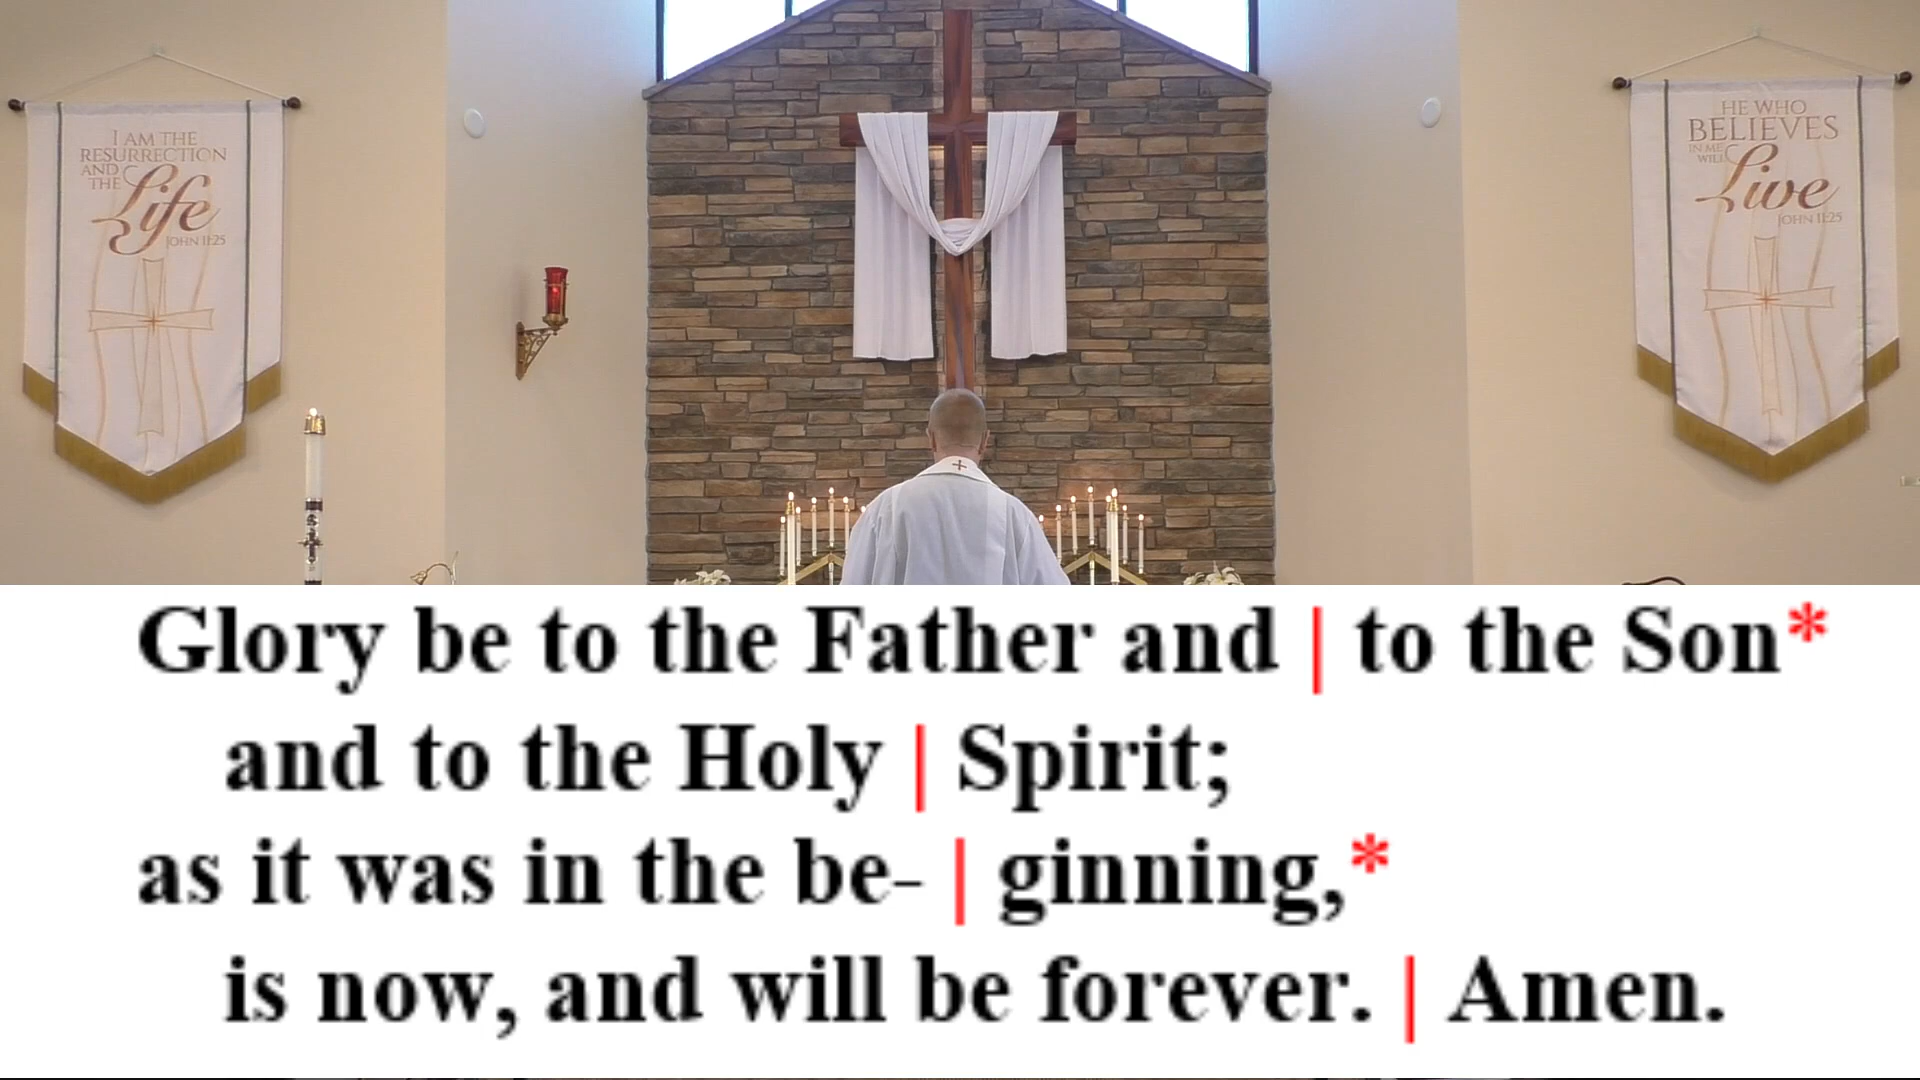 I AM THE
RESURRECTION
AND
THE Life
JOHN 11:25
HE WHO
BELIEVES
IN ME
WILL Live
JOHN 11:25
Glory be to the Father and | to the Son*
and to the Holy | Spirit;
as it was in the be- | ginning,*
is now, and will be forever. | Amen.